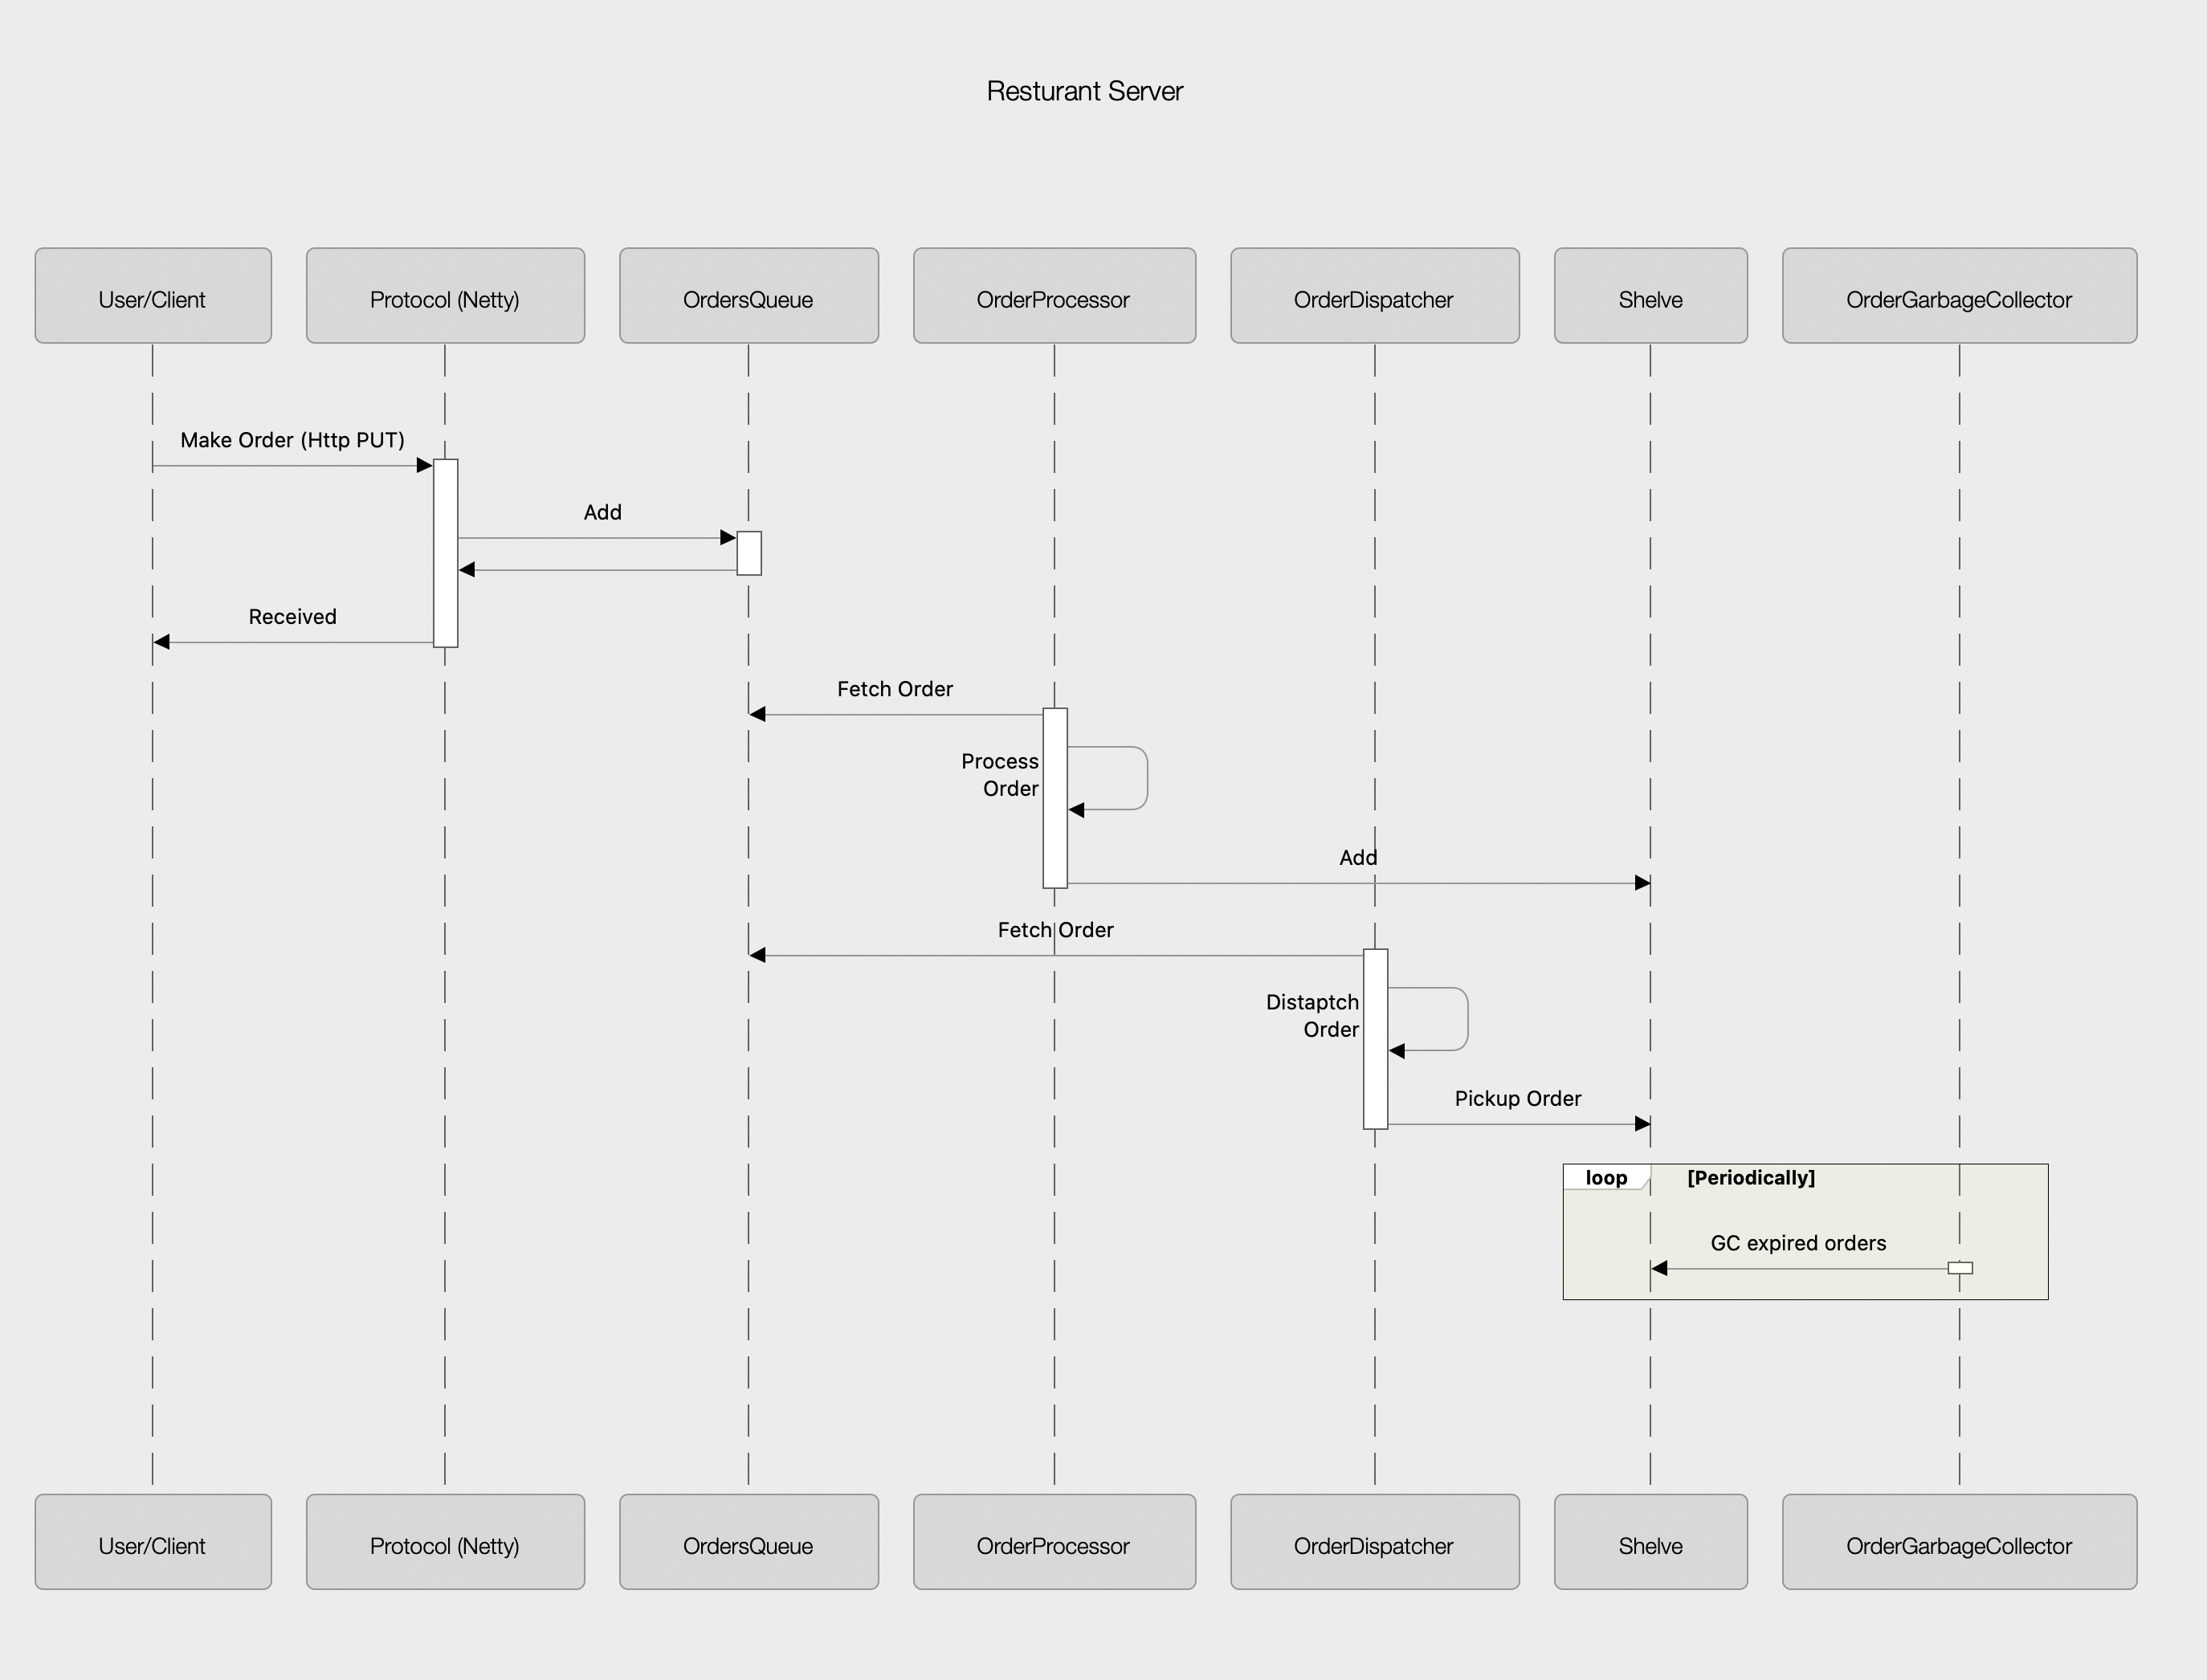 Resturant Server
User/Client
Protocol (Netty)
OrdersQueue
OrderProcessor
OrderDispatcher
Shelve
OrderGarbageCollector
Make Order (Http PUT)
Add
Received
Fetch Order
Process
Order
Add
Fetch Order
Distaptch
Order
Pickup Order
loop
[Periodically]
GC expired orders
User/Client
Protocol (Netty)
OrdersQueue
OrderProcessor
OrderDispatcher
Shelve
OrderGarbageCollector